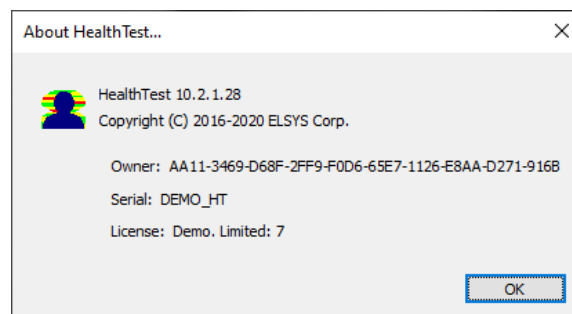 About HealthTest...
HealthTest 10.2.1.28
Copyright (C) 2016-2020 ELSYS Corp.
Owner: AA11-3469-D68F-2FF9-F0D6-65E7-1126-E8AA-D271-916B
Serial: DEMO_HT
License: Demo. Limited: 7
OK